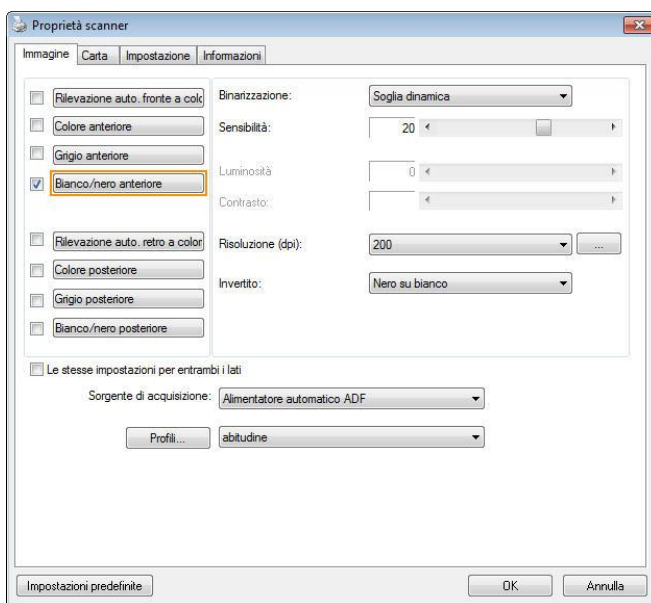 Proprietà scanner
Immagine Carta Impostazione Informazioni
Rilevazione auto. fronte a colo
Colore anteriore
Grigio anteriore
Bianco/nero anteriore
Rilevazione auto. retro a color
Colore posteriore
Grigio posteriore
Bianco/nero posteriore
Binarizzazione: Soglia dinamica
Sensibilità: 20
Luminosità 0
Contrasto:
Risoluzione (dpi): 200 ...
Invertito: Nero su bianco
Le stesse impostazioni per entrambi i lati
Sorgente di acquisizione: Alimentatore automatico ADF
Profili... abitudine
Impostazioni predefinite OK Annulla